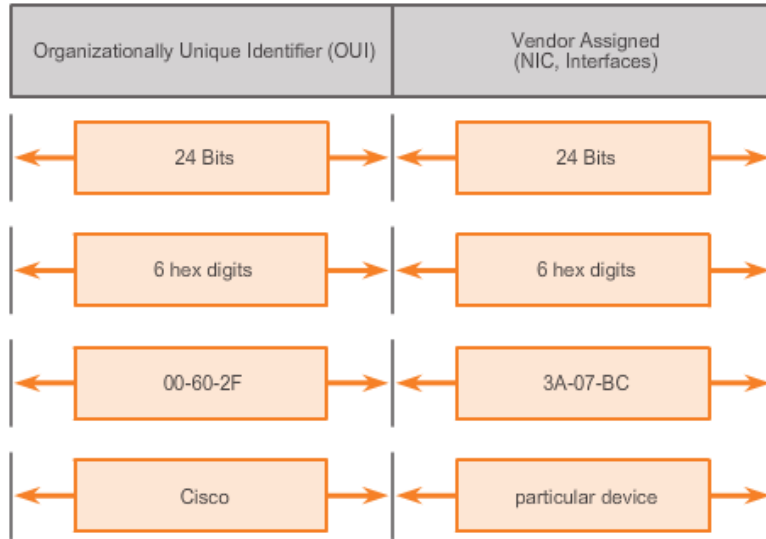 Organizationally Unique Identifier (OUI)
Vendor Assigned
(NIC, Interfaces)
24 Bits
24 Bits
6 hex digits
6 hex digits
00-60-2F
3A-07-BC
Cisco
particular device